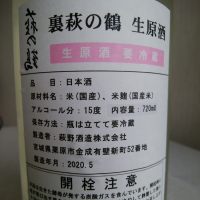 萩の鶴
裏萩の鶴 生原酒
生原酒・要冷蔵
品目：日本酒
原材料名：米(国産)、米麹(国産米)
アルコール分：15度 内容量：720ml
保存方法：瓶は立てて要冷蔵
製造者：萩野酒造株式会社
宮城県栗原市金成有壁新町52番地
製造年月：2020.5
開栓注意